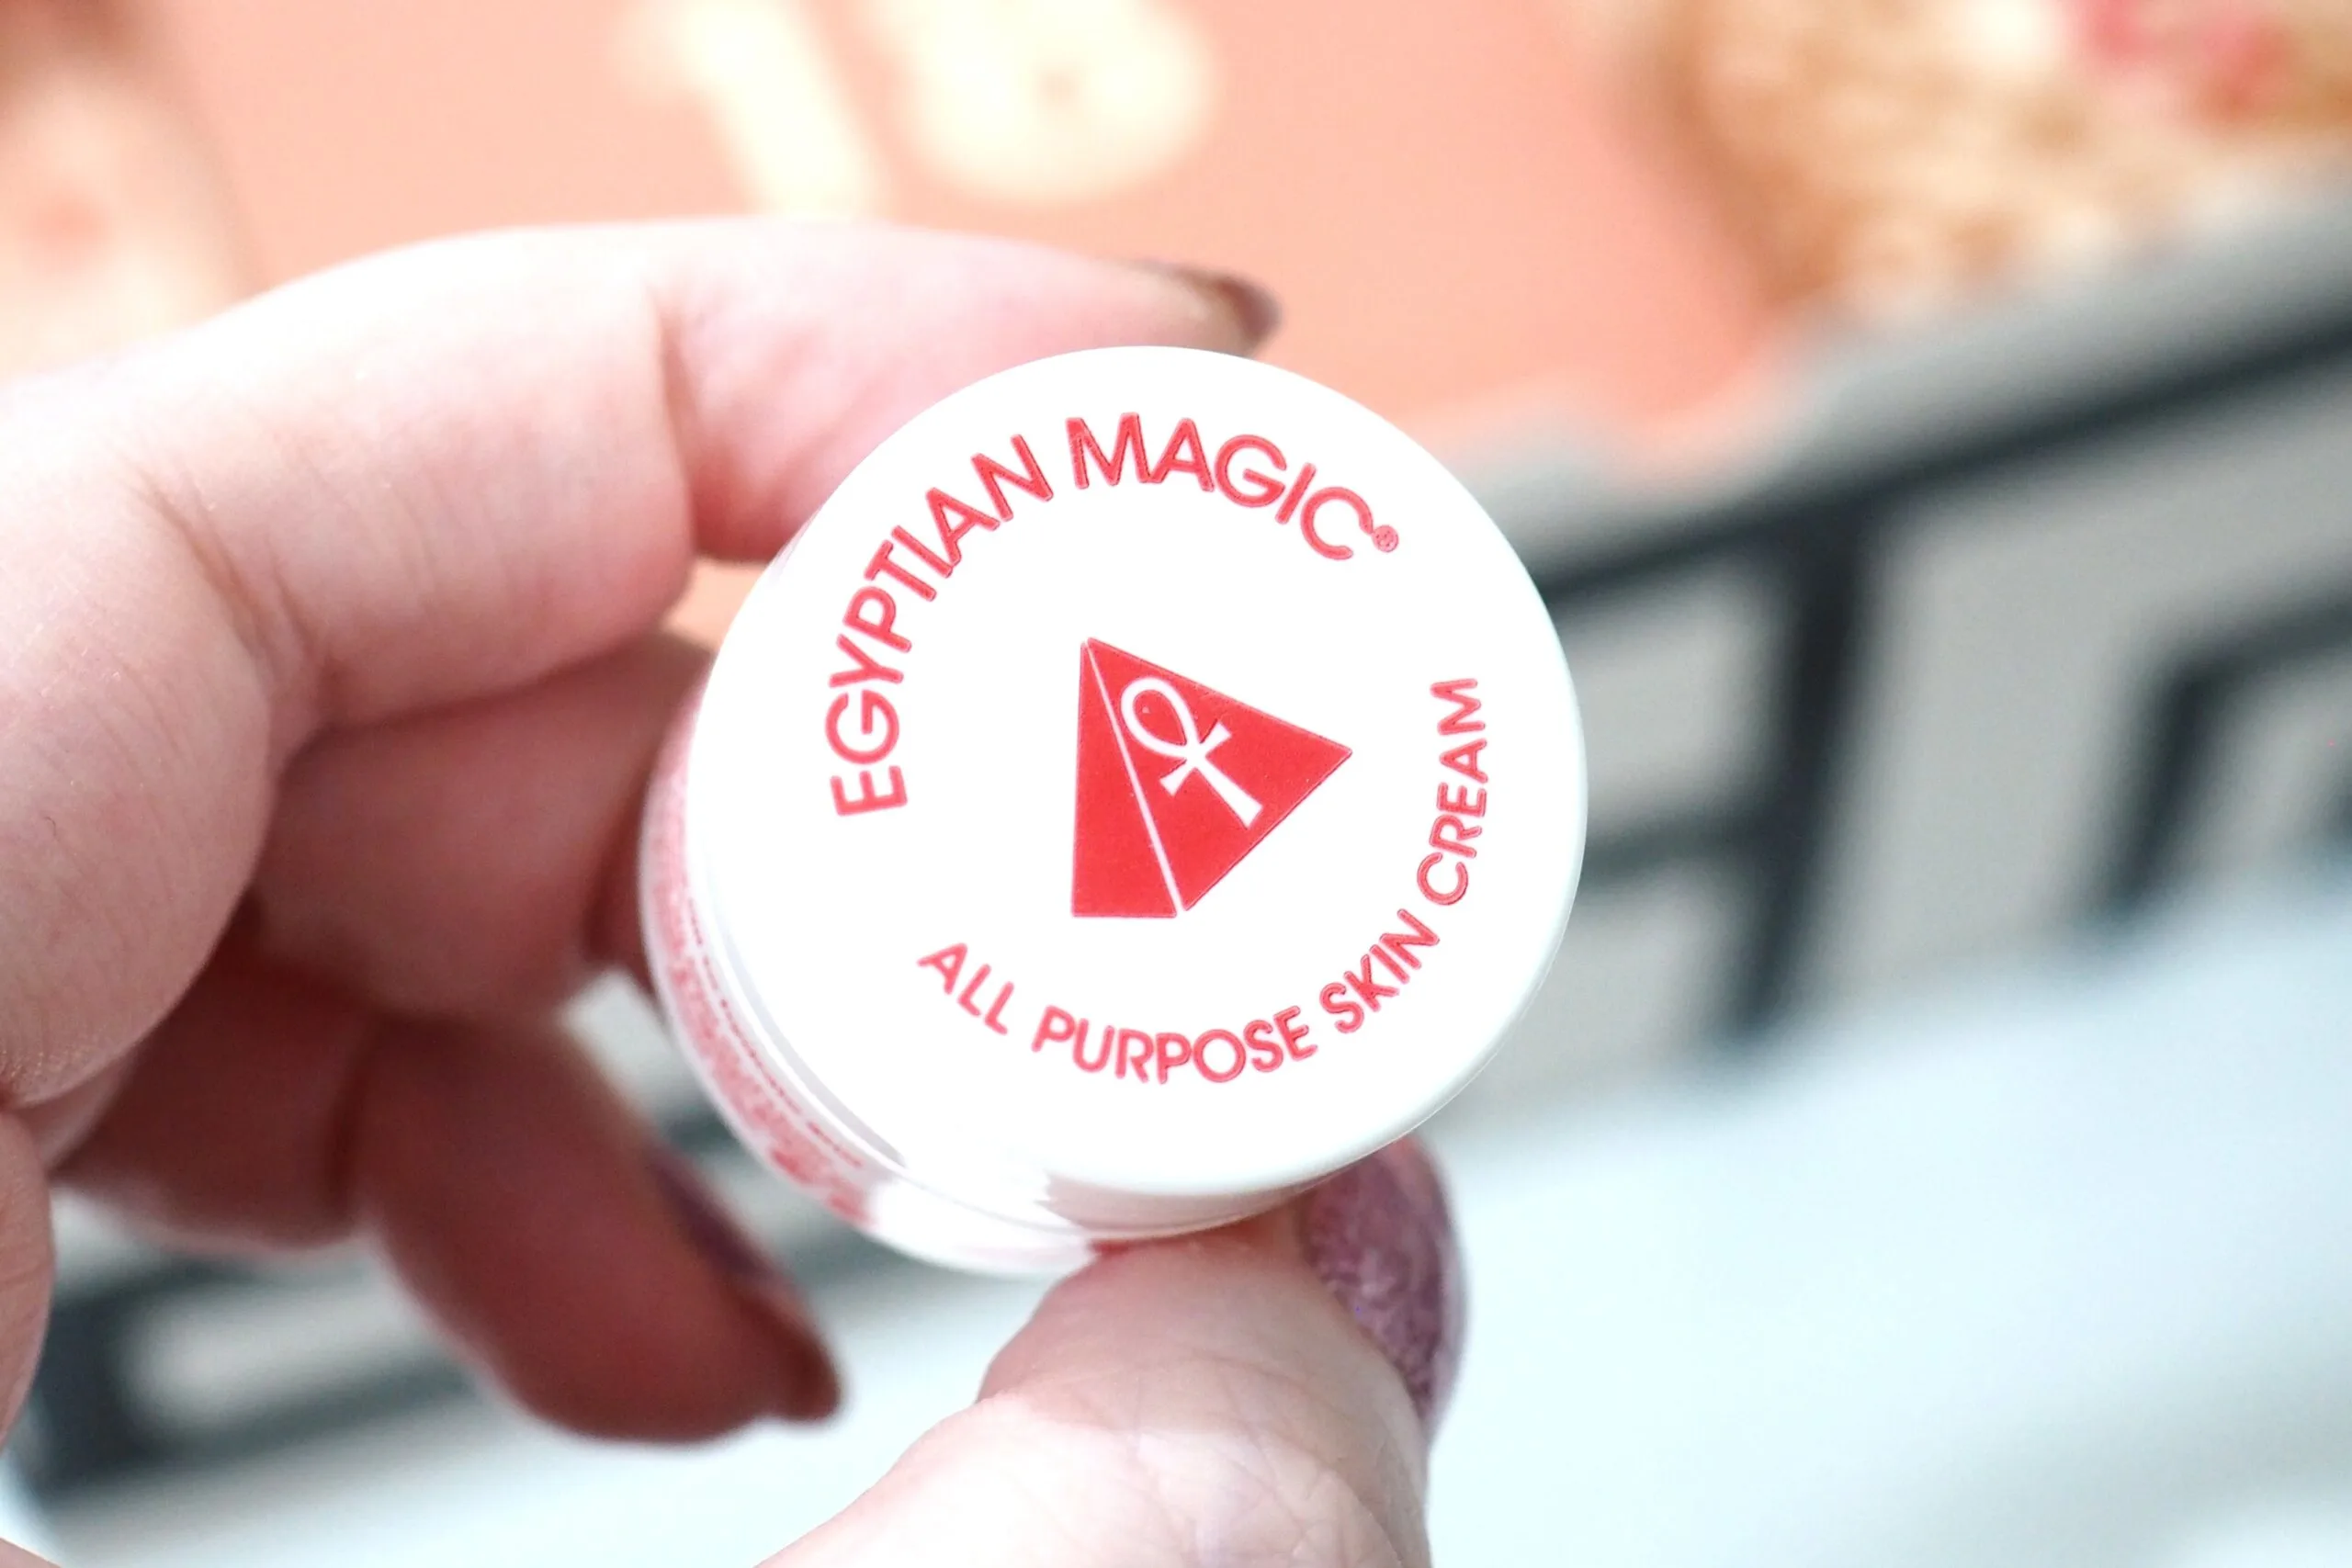 EGYPTIAN MAGIC®
ALL PURPOSE SKIN CREAM